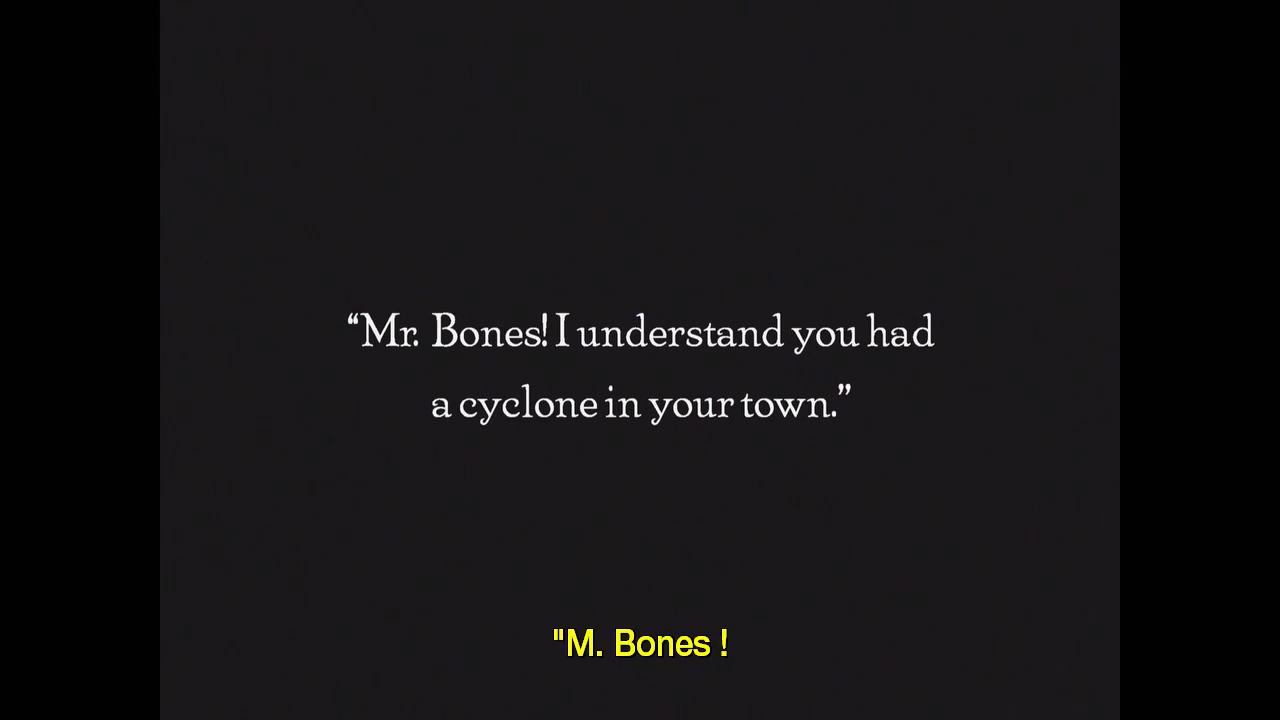 “Mr. Bones! I understand you had
a cyclone in your town.”
"M. Bones !